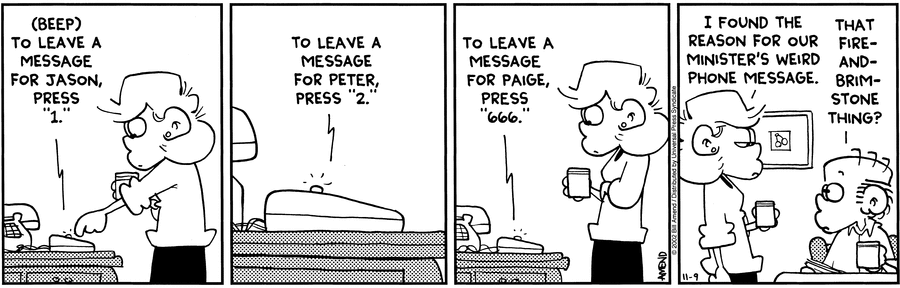 (BEEP)
TO LEAVE A
MESSAGE
FOR JASON,
PRESS
"1."
TO LEAVE A
MESSAGE
FOR PETER,
PRESS "2."
TO LEAVE A
MESSAGE
FOR PAIGE,
PRESS
"666."
AMEND
© 2002 Bill Amend / Distributed by Universal Press Syndicate
I FOUND THE
REASON FOR OUR
MINISTER'S WEIRD
PHONE MESSAGE.
THAT
FIRE-
AND-
BRIM-
STONE
THING?
11-9